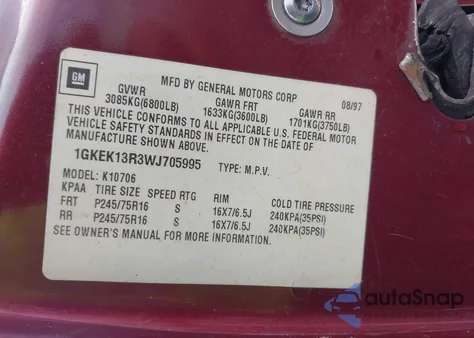 GM
MFD BY GENERAL MOTORS CORP
08/97
GVWR GAWR FRT GAWR RR
3085KG(6800LB) 1633KG(3600LB) 1701KG(3750LB)
THIS VEHICLE CONFORMS TO ALL APPLICABLE U.S. FEDERAL MOTOR
VEHICLE SAFETY STANDARDS IN EFFECT ON THE DATE OF
MANUFACTURE SHOWN ABOVE.
1GKEK13R3WJ705995 TYPE: M.P.V.
MODEL: K10706
KPAA TIRE SIZE SPEED RTG RIM COLD TIRE PRESSURE
FRT P245/75R16 S 16X7/6.5J 240KPA(35PSI)
RR P245/75R16 S 16X7/6.5J 240KPA(35PSI)
SEE OWNER'S MANUAL FOR MORE INFORMATION.
autoSnap